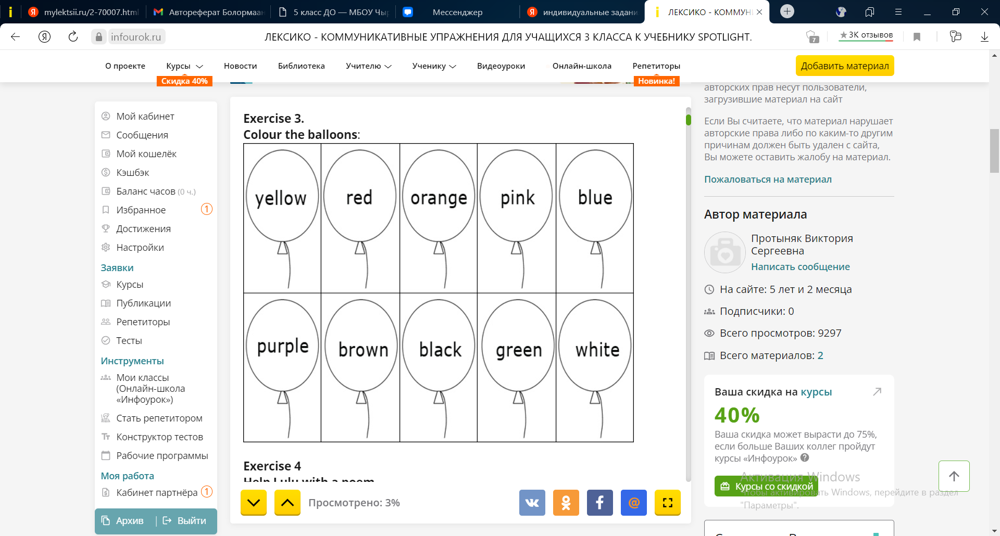 mylektsii.ru/2-70007.html
Автореферат Болормаан
5 класс ДО — МБОУ Чыр
Мессенджер
индивидуальные задани
ЛЕКСИКО - КОММУНИ
infourok.ru
ЛЕКСИКО - КОММУНИКАТИВНЫЕ УПРАЖНЕНИЯ ДЛЯ УЧАЩИХСЯ 3 КЛАССА К УЧЕБНИКУ SPOTLIGHT.
7
3К отзывов
О проекте
Курсы
Новости
Библиотека
Учителю
Ученику
Видеоуроки
Онлайн-школа
Репетиторы
Добавить материал
Скидка 40%
Новинка!
Мой кабинет
Сообщения
Мой кошелёк
Кэшбэк
Баланс часов (0 ч.)
Избранное 1
Достижения
Настройки
Заявки
Курсы
Публикации
Репетиторы
Тесты
Инструменты
Мои классы
(Онлайн-школа
«Инфоурок»)
Стать репетитором
Конструктор тестов
Рабочие программы
Моя работа
Кабинет партнёра 1
Архив | Выйти
Exercise 3.
Colour the balloons:
yellow red orange pink blue
purple brown black green white
Exercise 4
Help Lulu with a poem
Просмотрено: 3%
авторских прав несут пользователи,
загрузившие материал на сайт
Если Вы считаете, что материал нарушает
авторские права либо по каким-то другим
причинам должен быть удален с сайта,
Вы можете оставить жалобу на материал.
Пожаловаться на материал
Автор материала
Протыняк Виктория
Сергеевна
Написать сообщение
На сайте: 5 лет и 2 месяца
Подписчики: 0
Всего просмотров: 9297
Всего материалов: 2
Ваша скидка на курсы
40%
Ваша скидка может вырасти до 75%,
если больше Ваших коллег пройдут
курсы «Инфоурок»
Курсы со скидкой
Активация Windows
Чтобы активировать Windows, перейдите в раздел
"Параметры".